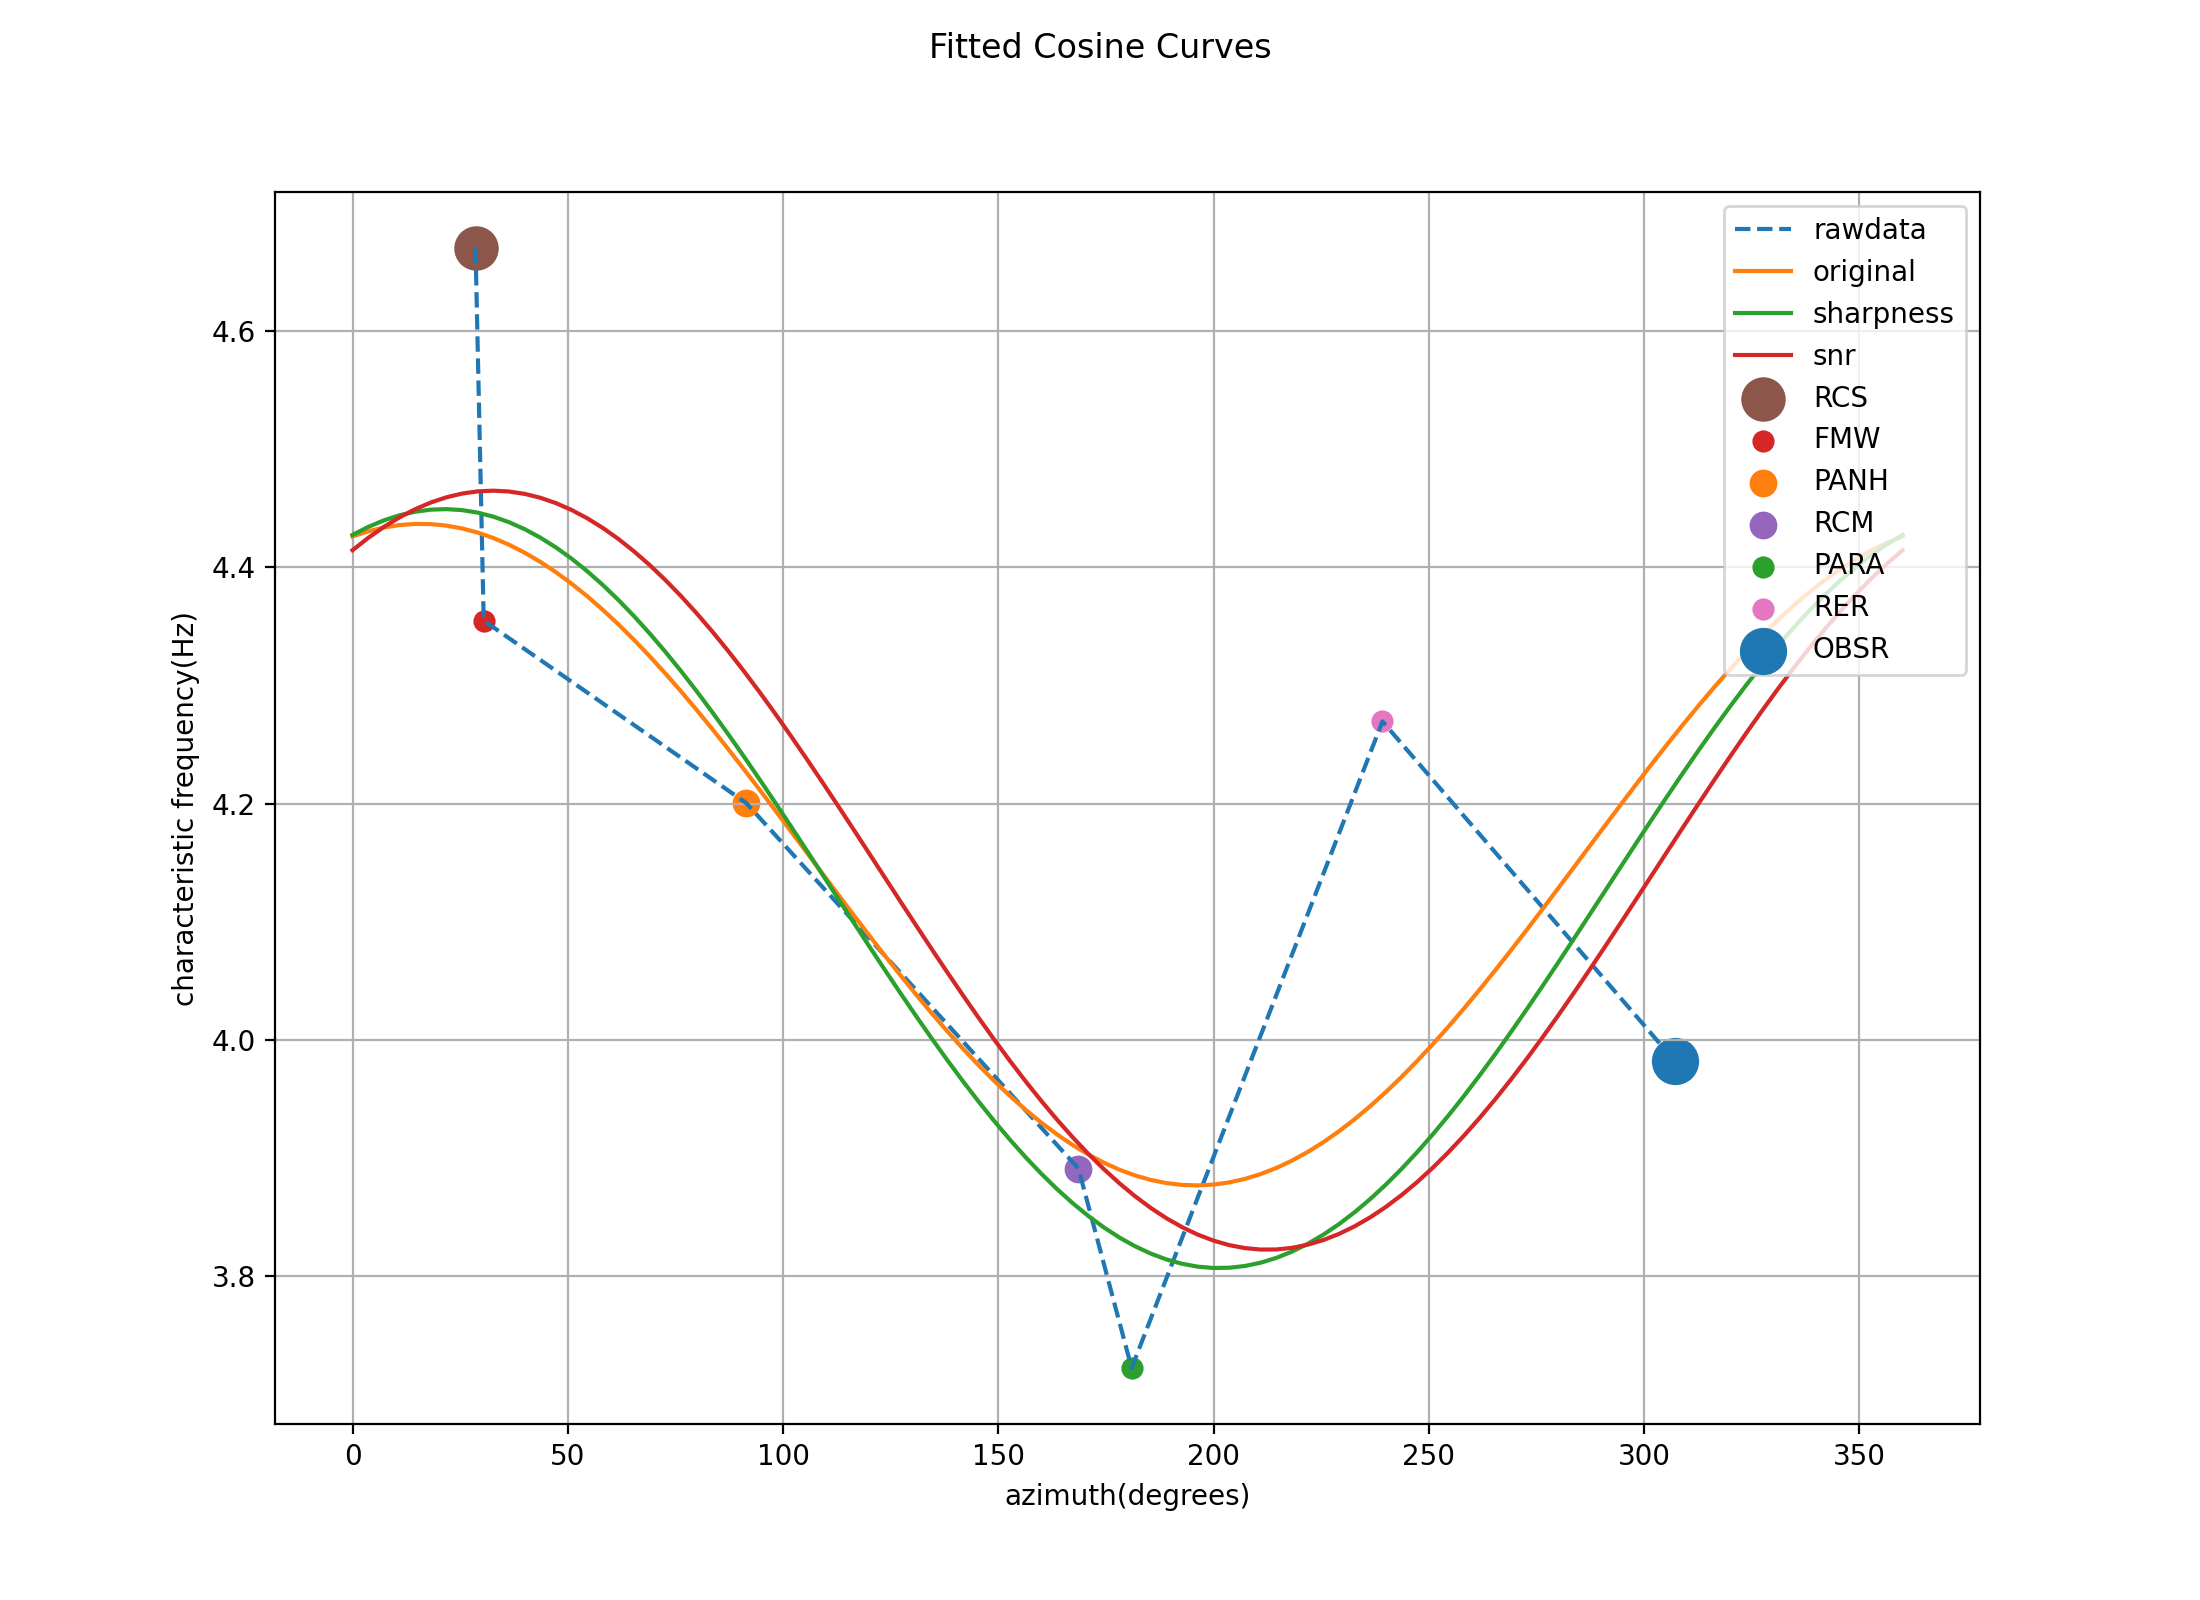 Fitted Cosine Curves
rawdata
original
sharpness
snr
RCS
FMW
PANH
RCM
PARA
RER
OBSR
characteristic frequency(Hz)
4.6
4.4
4.2
4.0
3.8
0 50 100 150 200 250 300 350
azimuth(degrees)